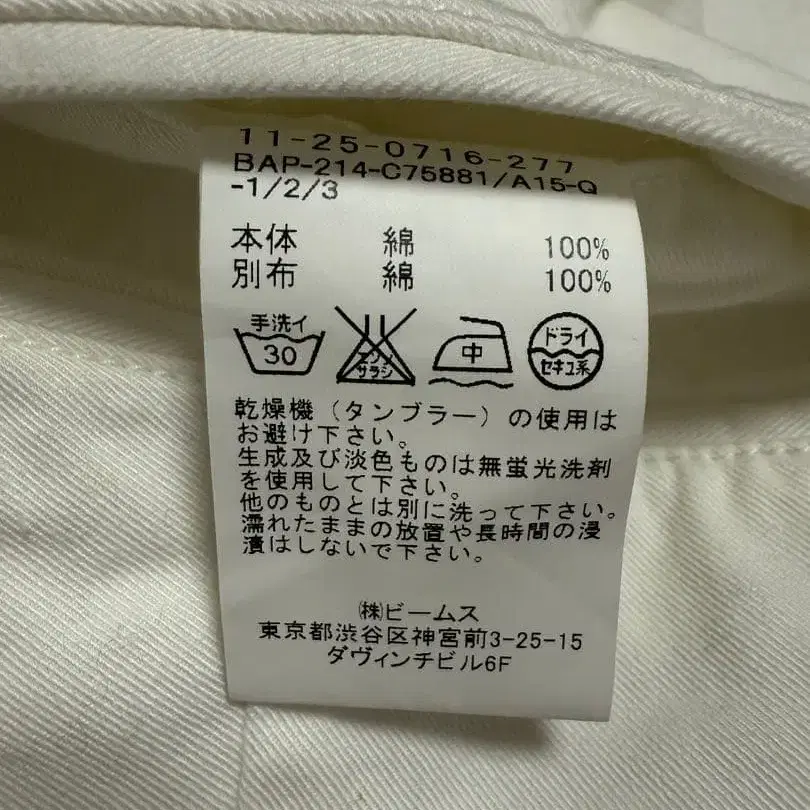 11-25-0716-277
BAP-214-C75881/A15-Q
-1/2/3
本体 綿 100%
別布 綿 100%
手洗イ
30
エンソ
サラシ
中
ドライ
セキユ系
乾燥機(タンブラー)の使用は
お避け下さい。
生成及び淡色ものは無蛍光洗剤
を使用して下さい。
他のものとは別に洗って下さい。
濡れたままの放置や長時間の浸
漬はしないで下さい。
㈱ビームス
東京都渋谷区神宮前3-25-15
ダヴィンチビル6F